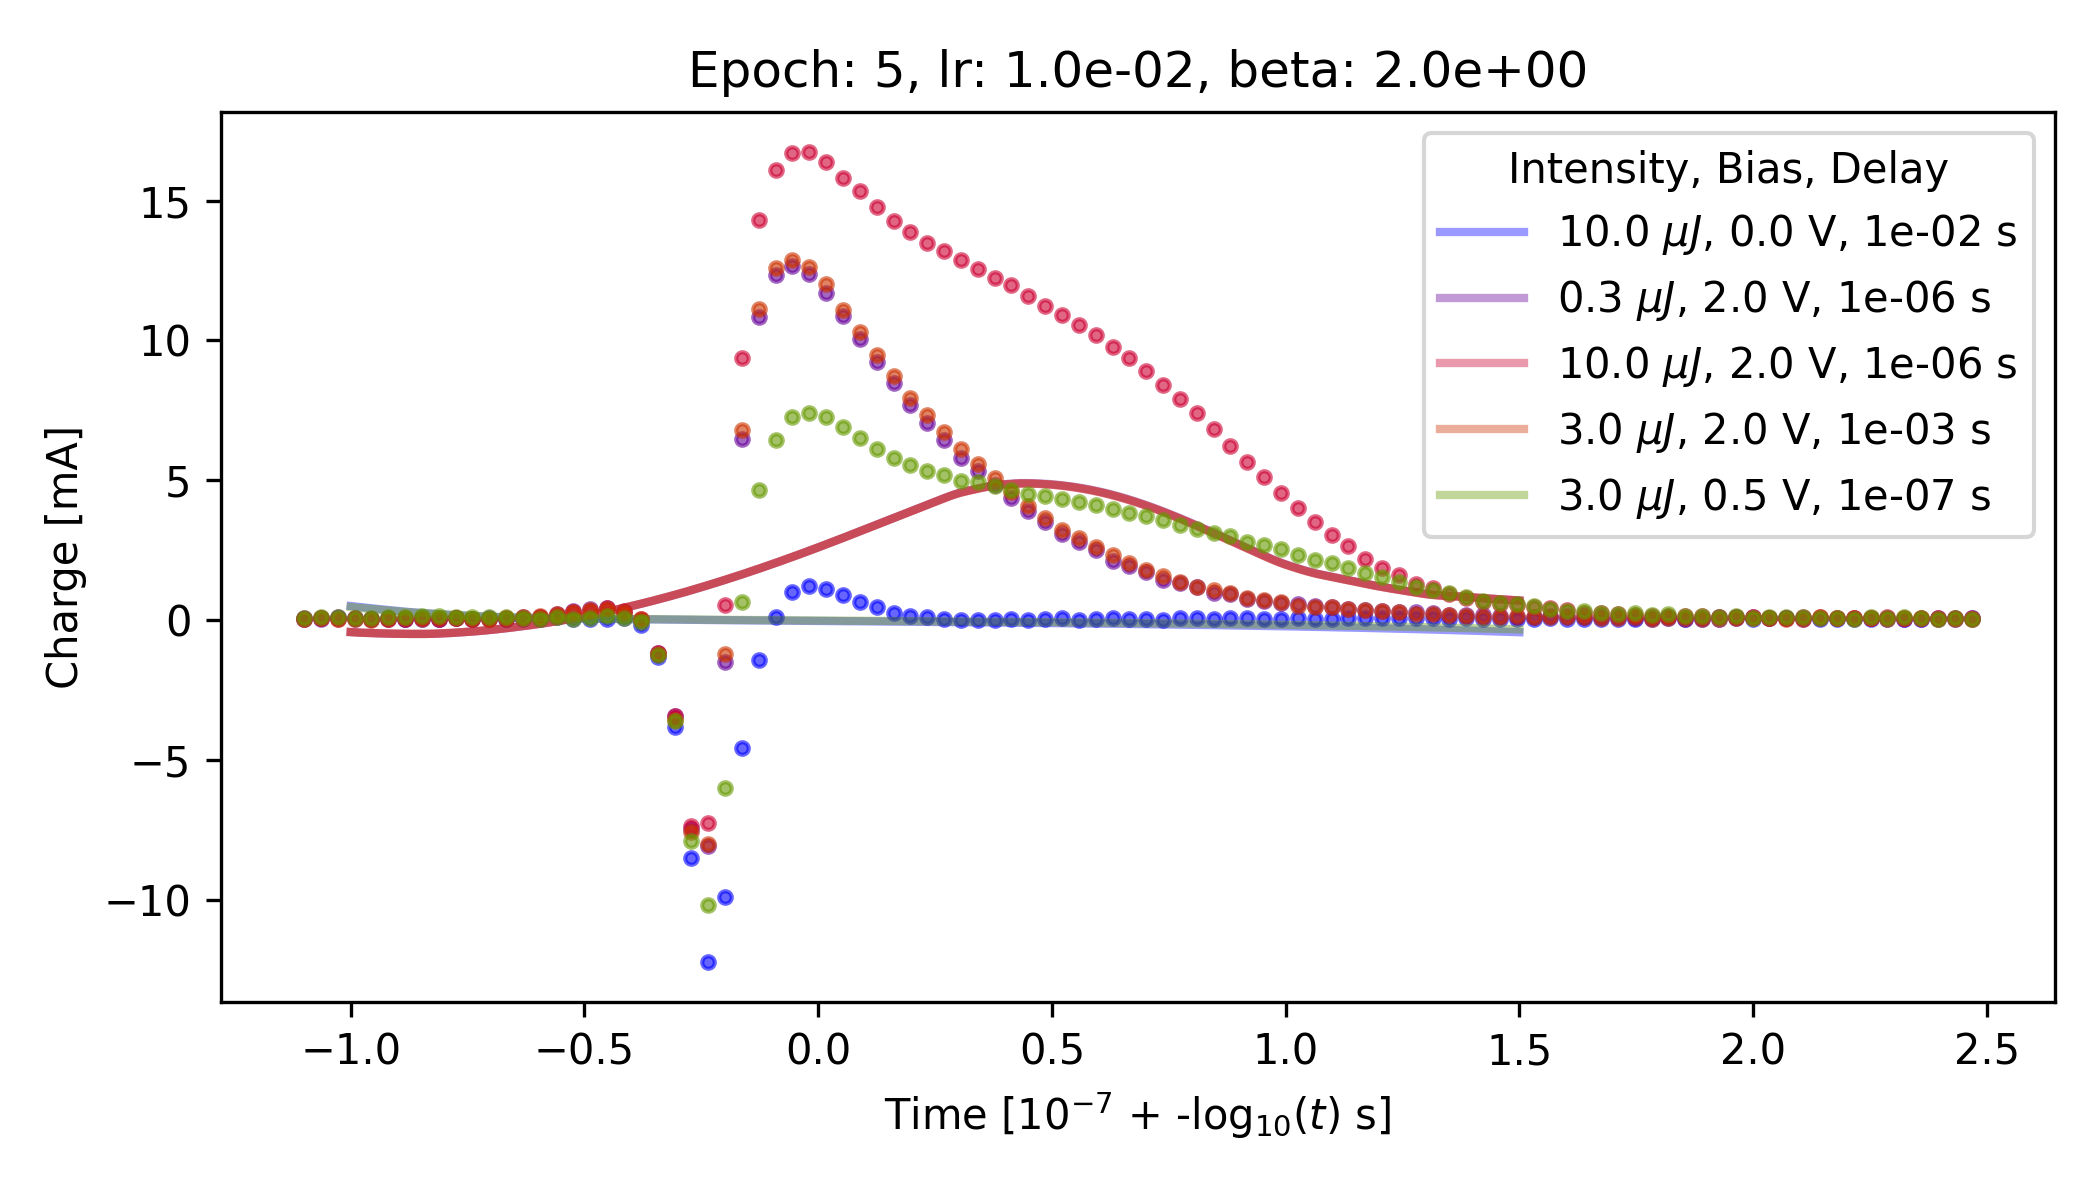 Epoch: 5, lr: 1.0e-02, beta: 2.0e+00
Charge [mA]
15
10
5
0
−5
−10
Intensity, Bias, Delay
10.0 μJ, 0.0 V, 1e-02 s
0.3 μJ, 2.0 V, 1e-06 s
10.0 μJ, 2.0 V, 1e-06 s
3.0 μJ, 2.0 V, 1e-03 s
3.0 μJ, 0.5 V, 1e-07 s
−1.0 −0.5 0.0 0.5 1.0 1.5 2.0 2.5
Time [10⁻⁷ + -log₁₀(t) s]